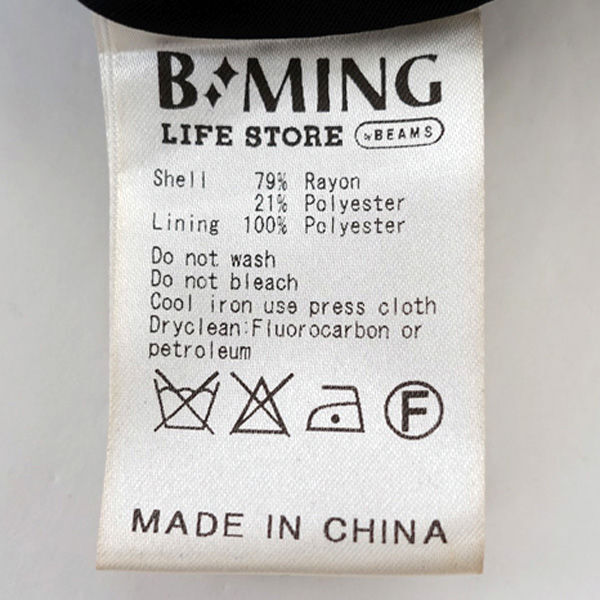 B MING
LIFE STORE by BEAMS
Shell 79% Rayon
21% Polyester
Lining 100% Polyester
Do not wash
Do not bleach
Cool iron use press cloth
Dryclean:Fluorocarbon or
petroleum
F
MADE IN CHINA